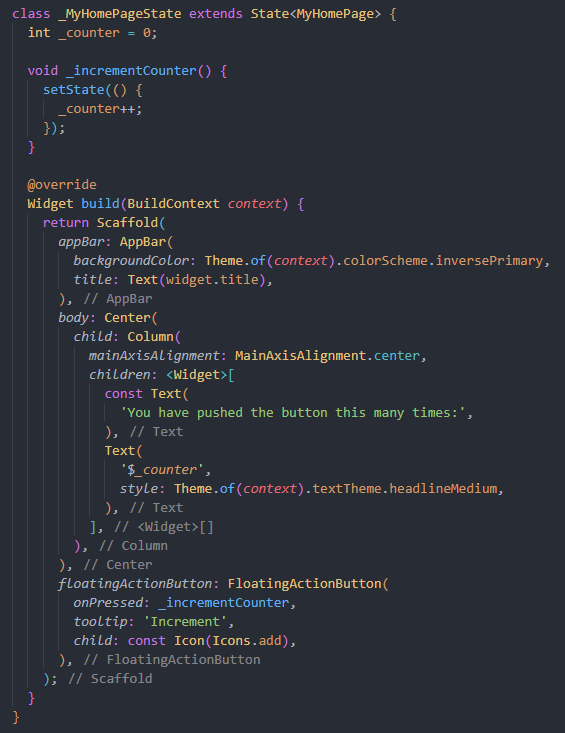 class _MyHomePageState extends State<MyHomePage> {
  int _counter = 0;

  void _incrementCounter() {
    setState(() {
      _counter++;
    });
  }

  @override
  Widget build(BuildContext context) {
    return Scaffold(
      appBar: AppBar(
        backgroundColor: Theme.of(context).colorScheme.inversePrimary,
        title: Text(widget.title),
      ), // AppBar
      body: Center(
        child: Column(
          mainAxisAlignment: MainAxisAlignment.center,
          children: <Widget>[
            const Text(
              'You have pushed the button this many times:',
            ), // Text
            Text(
              '$_counter',
              style: Theme.of(context).textTheme.headlineMedium,
            ), // Text
          ], // <Widget>[]
        ), // Column
      ), // Center
      floatingActionButton: FloatingActionButton(
        onPressed: _incrementCounter,
        tooltip: 'Increment',
        child: const Icon(Icons.add),
      ), // FloatingActionButton
    ); // Scaffold
  }
}